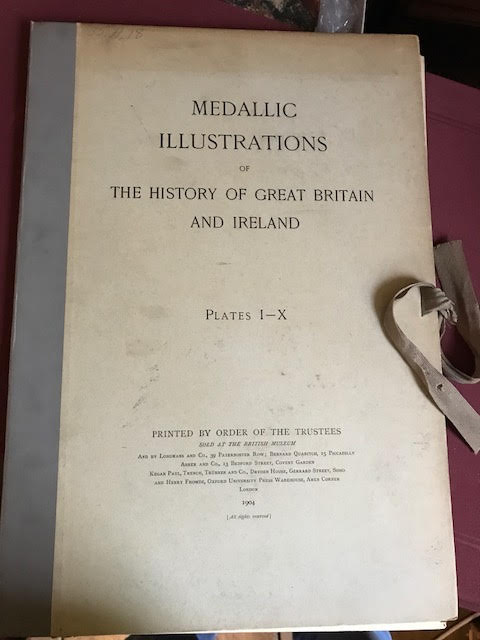 MEDALLIC
ILLUSTRATIONS
OF
THE HISTORY OF GREAT BRITAIN
AND IRELAND
PLATES I–X
PRINTED BY ORDER OF THE TRUSTEES
SOLD AT THE BRITISH MUSEUM
AND BY LONGMANS AND CO., 39 PATERNOSTER ROW; BERNARD QUARITCH, 15 PICCADILLY
ASHER AND CO., 13 BEDFORD STREET, COVENT GARDEN
KEGAN PAUL, TRENCH, TRÜBNER AND CO., DRYDEN HOUSE, GERRARD STREET, SOHO
AND HENRY FROWDE, OXFORD UNIVERSITY PRESS WAREHOUSE, AMEN CORNER
LONDON
1904
[All rights reserved]